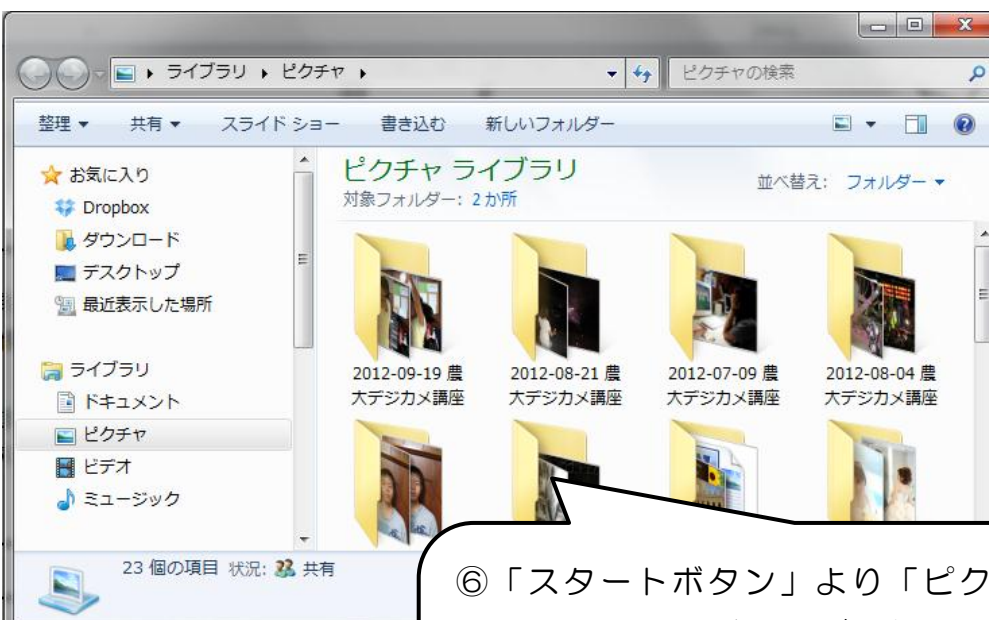 ライブラリ ▸ ピクチャ ▸
ピクチャの検索
整理 ▼ 共有 ▼ スライド ショー 書き込む 新しいフォルダー
お気に入り
Dropbox
ダウンロード
デスクトップ
最近表示した場所
ライブラリ
ドキュメント
ピクチャ
ビデオ
ミュージック
ピクチャ ライブラリ
対象フォルダー: 2 か所
並べ替え: フォルダー ▼
2012-09-19 農
大デジカメ講座
2012-08-21 農
大デジカメ講座
2012-07-09 農
大デジカメ講座
2012-08-04 農
大デジカメ講座
23 個の項目 状況: 共有
⑥「スタートボタン」より「ピク